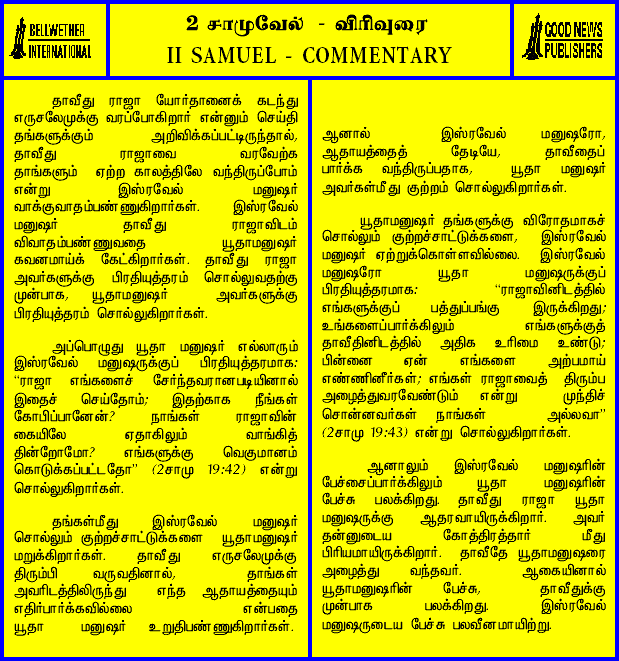 BELLWETHER
INTERNATIONAL
2 சாமுவேல் - விரிவுரை
II SAMUEL - COMMENTARY
GOOD NEWS
PUBLISHERS
தாவீது ராஜா யோர்தானைக் கடந்து
எருசலேமுக்கு வரப்போகிறார் என்னும் செய்தி
தங்களுக்கும் அறிவிக்கப்பட்டிருந்தால்,
தாவீது ராஜாவை வரவேற்க
தாங்களும் ஏற்ற காலத்திலே வந்திருப்போம்
என்று இஸ்ரவேல் மனுஷர்
வாக்குவாதம்பண்ணுகிறார்கள். இஸ்ரவேல்
மனுஷர் தாவீது ராஜாவிடம்
விவாதம்பண்ணுவதை யூதாமனுஷர்
கவனமாய்க் கேட்கிறார்கள். தாவீது ராஜா
அவர்களுக்கு பிரதியுத்தரம் சொல்லுவதற்கு
முன்பாக, யூதாமனுஷர் அவர்களுக்கு
பிரதியுத்தரம் சொல்லுகிறார்கள்.
அப்பொழுது யூதா மனுஷர் எல்லாரும்
இஸ்ரவேல் மனுஷருக்குப் பிரதியுத்தரமாக:
“ராஜா எங்களைச் சேர்ந்தவரானபடியினால்
இதைச் செய்தோம்; இதற்காக நீங்கள்
கோபிப்பானேன்? நாங்கள் ராஜாவின்
கையிலே ஏதாகிலும் வாங்கித்
தின்றோமோ? எங்களுக்கு வெகுமானம்
கொடுக்கப்பட்டதோ” (2சாமு 19:42) என்று
சொல்லுகிறார்கள்.
தங்கள்மீது இஸ்ரவேல் மனுஷர்
சொல்லும் குற்றச்சாட்டுக்களை யூதாமனுஷர்
மறுக்கிறார்கள். தாவீது எருசலேமுக்கு
திரும்பி வருவதினால், தாங்கள்
அவரிடத்திலிருந்து எந்த ஆதாயத்தையும்
எதிர்பார்க்கவில்லை என்பதை
யூதா மனுஷர் உறுதிபண்ணுகிறார்கள்.
ஆனால் இஸ்ரவேல் மனுஷரோ,
ஆதாயத்தைத் தேடியே, தாவீதைப்
பார்க்க வந்திருப்பதாக, யூதா மனுஷர்
அவர்கள்மீது குற்றம் சொல்லுகிறார்கள்.
யூதாமனுஷர் தங்களுக்கு விரோதமாகச்
சொல்லும் குற்றச்சாட்டுக்களை, இஸ்ரவேல்
மனுஷர் ஏற்றுக்கொள்ளவில்லை. இஸ்ரவேல்
மனுஷரோ யூதா மனுஷருக்குப்
பிரதியுத்தரமாக: “ராஜாவினிடத்தில்
எங்களுக்குப் பத்துப்பங்கு இருக்கிறது;
உங்களைப்பார்க்கிலும் எங்களுக்குத்
தாவீதினிடத்தில் அதிக உரிமை உண்டு;
பின்னை ஏன் எங்களை அற்பமாய்
எண்ணினீர்கள்; எங்கள் ராஜாவைத் திரும்ப
அழைத்துவரவேண்டும் என்று முந்திச்
சொன்னவர்கள் நாங்கள் அல்லவா”
(2சாமு 19:43) என்று சொல்லுகிறார்கள்.
ஆனாலும் இஸ்ரவேல் மனுஷரின்
பேச்சைப்பார்க்கிலும் யூதா மனுஷரின்
பேச்சு பலக்கிறது. தாவீது ராஜா யூதா
மனுஷருக்கு ஆதரவாயிருக்கிறார். அவர்
தன்னுடைய கோத்திரத்தார் மீது
பிரியமாயிருக்கிறார். தாவீதே யூதாமனுஷரை
அழைத்து வந்தவர். ஆகையினால்
யூதாமனுஷரின் பேச்சு, தாவீதுக்கு
முன்பாக பலக்கிறது. இஸ்ரவேல்
மனுஷருடைய பேச்சு பலவீனமாயிற்று.